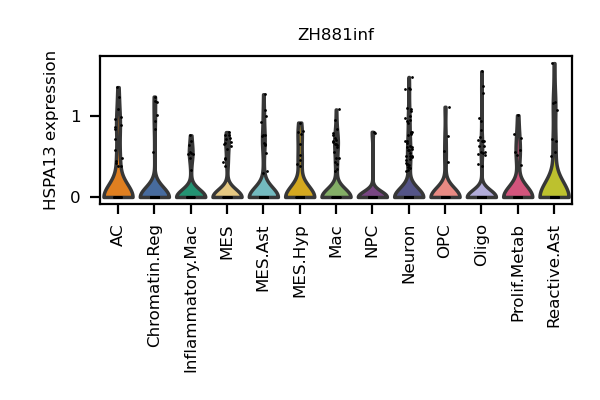 ZH881inf
HSPA13 expression
1
0
AC
Chromatin.Reg
Inflammatory.Mac
MES
MES.Ast
MES.Hyp
Mac
NPC
Neuron
OPC
Oligo
Prolif.Metab
Reactive.Ast